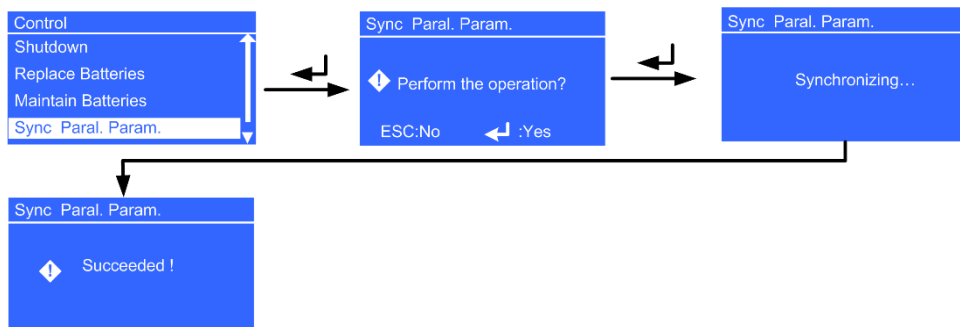 Control
Shutdown
Replace Batteries
Maintain Batteries
Sync Paral. Param.
Sync Paral. Param.
Perform the operation?
ESC:No :Yes
Sync Paral. Param.
Synchronizing...
Sync Paral. Param.
Succeeded !